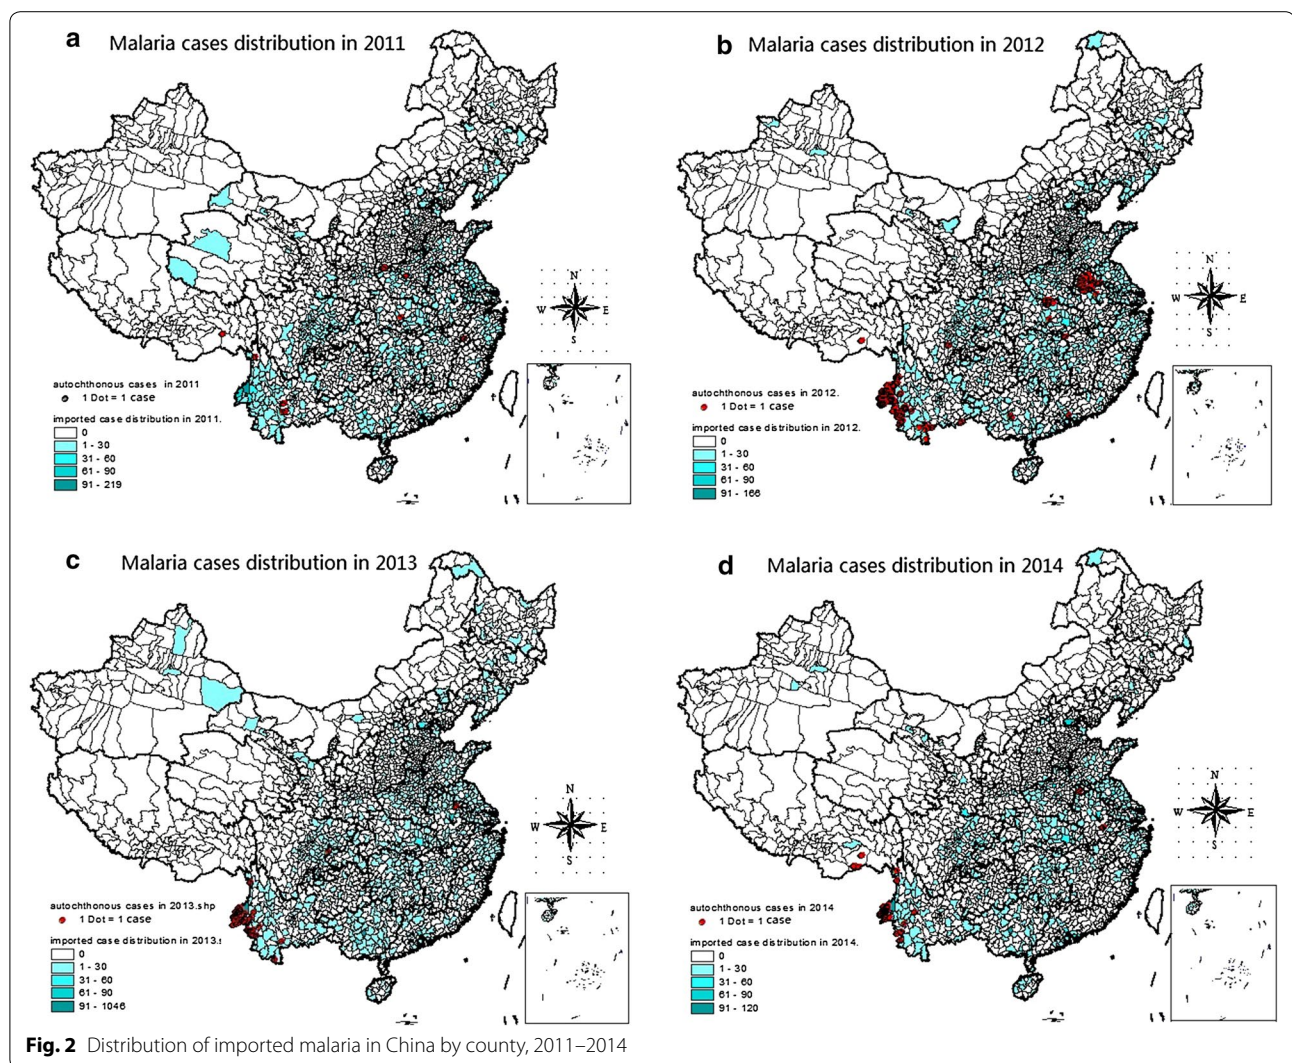 a Malaria cases distribution in 2011
N
W E
S
autochthonous cases in 2011
1 Dot = 1 case
imported case distribution in 2011.
0
1 - 30
31 - 60
61 - 90
91 - 219
b Malaria cases distribution in 2012
N
W E
S
autochthonous cases in 2012.
1 Dot = 1 case
imported case distribution in 2012.
0
1 - 30
31 - 60
61 - 90
91 - 166
c Malaria cases distribution in 2013
N
W E
S
autochthonous cases in 2013.shp
1 Dot = 1 case
imported case distribution in 2013.s
0
1 - 30
31 - 60
61 - 90
91 - 1046
d Malaria cases distribution in 2014
N
W E
S
autochthonous cases in 2014
1 Dot = 1 case
imported case distribution in 2014.
0
1 - 30
31 - 60
61 - 90
91 - 120
Fig. 2 Distribution of imported malaria in China by county, 2011–2014